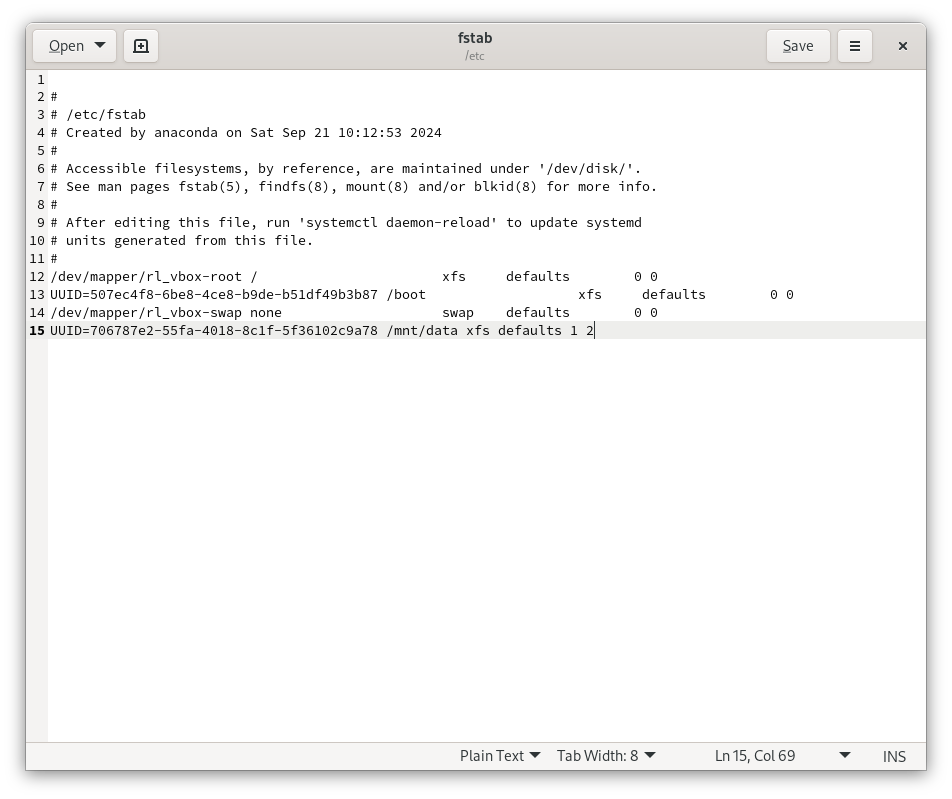 Open
fstab
/etc
Save
1
2 #
3 # /etc/fstab
4 # Created by anaconda on Sat Sep 21 10:12:53 2024
5 #
6 # Accessible filesystems, by reference, are maintained under '/dev/disk/'.
7 # See man pages fstab(5), findfs(8), mount(8) and/or blkid(8) for more info.
8 #
9 # After editing this file, run 'systemctl daemon-reload' to update systemd
10 # units generated from this file.
11 #
12 /dev/mapper/rl_vbox-root / xfs defaults 0 0
13 UUID=507ec4f8-6be8-4ce8-b9de-b51df49b3b87 /boot xfs defaults 0 0
14 /dev/mapper/rl_vbox-swap none swap defaults 0 0
15 UUID=706787e2-55fa-4018-8c1f-5f36102c9a78 /mnt/data xfs defaults 1 2
Plain Text Tab Width: 8 Ln 15, Col 69 INS